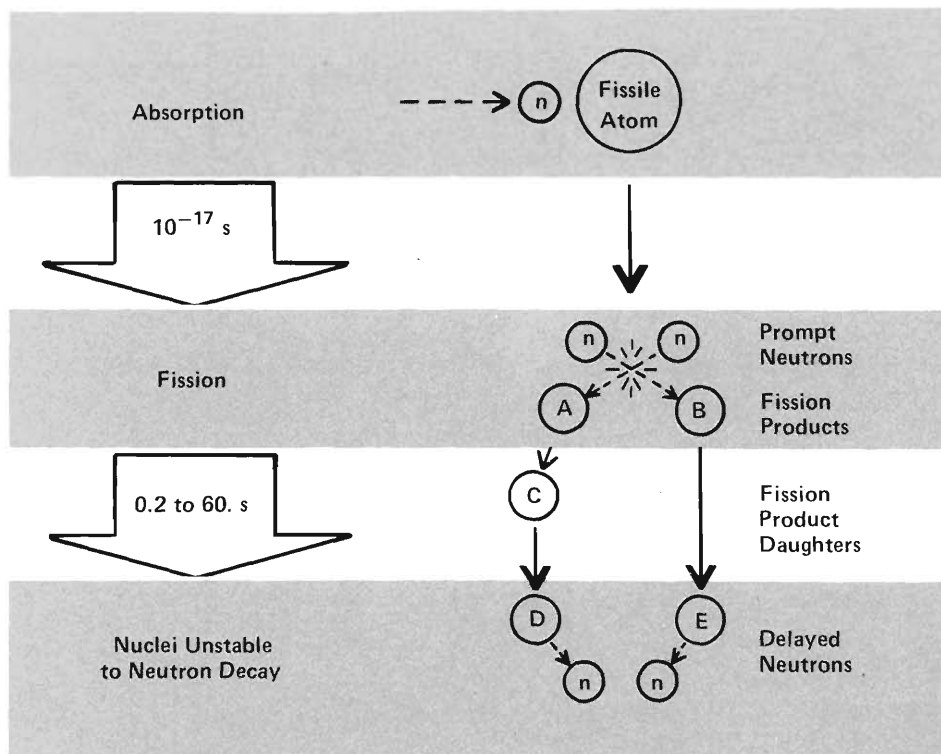 Absorption
n
Fissile
Atom
10⁻¹⁷ s
Fission
n
n
Prompt
Neutrons
A
B
Fission
Products
0.2 to 60. s
C
Fission
Product
Daughters
Nuclei Unstable
to Neutron Decay
D
E
Delayed
Neutrons
n
n